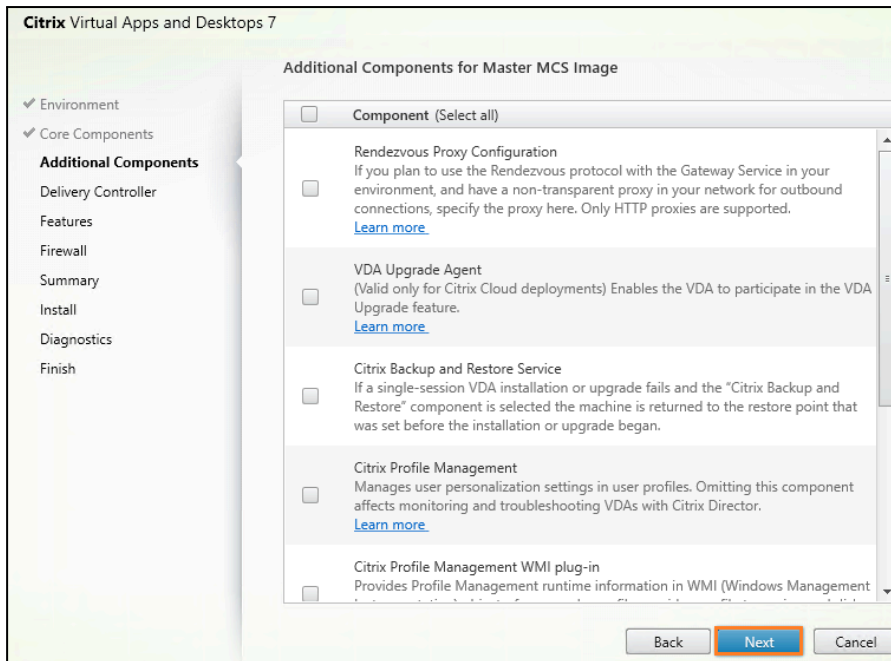 Citrix Virtual Apps and Desktops 7
Additional Components for Master MCS Image
Environment
Core Components
Additional Components
Delivery Controller
Features
Firewall
Summary
Install
Diagnostics
Finish
Component (Select all)
Rendezvous Proxy Configuration
If you plan to use the Rendezvous protocol with the Gateway Service in your
environment, and have a non-transparent proxy in your network for outbound
connections, specify the proxy here. Only HTTP proxies are supported.
Learn more
VDA Upgrade Agent
(Valid only for Citrix Cloud deployments) Enables the VDA to participate in the VDA
Upgrade feature.
Learn more
Citrix Backup and Restore Service
If a single-session VDA installation or upgrade fails and the “Citrix Backup and
Restore” component is selected the machine is returned to the restore point that
was set before the installation or upgrade began.
Citrix Profile Management
Manages user personalization settings in user profiles. Omitting this component
affects monitoring and troubleshooting VDAs with Citrix Director.
Learn more
Citrix Profile Management WMI plug-in
Provides Profile Management runtime information in WMI (Windows Management
Back
Next
Cancel